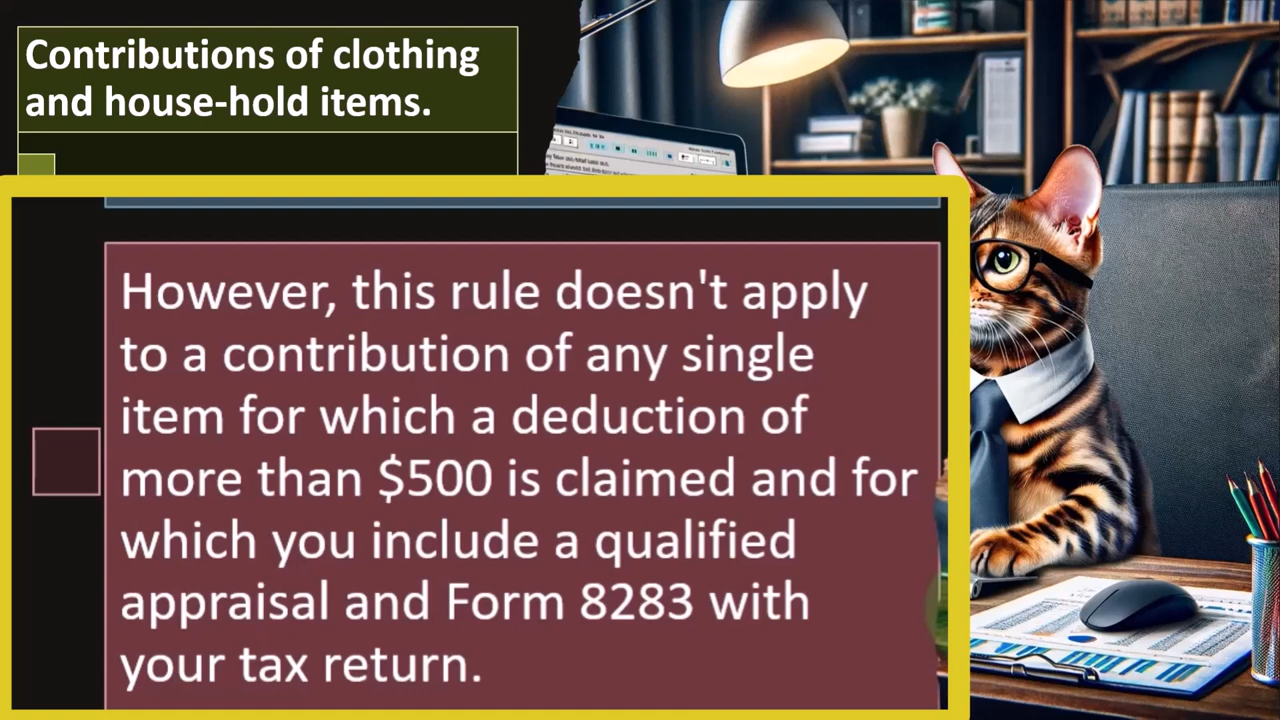 Contributions of clothing
and house-hold items.
However, this rule doesn't apply
to a contribution of any single
item for which a deduction of
more than $500 is claimed and for
which you include a qualified
appraisal and Form 8283 with
your tax return.